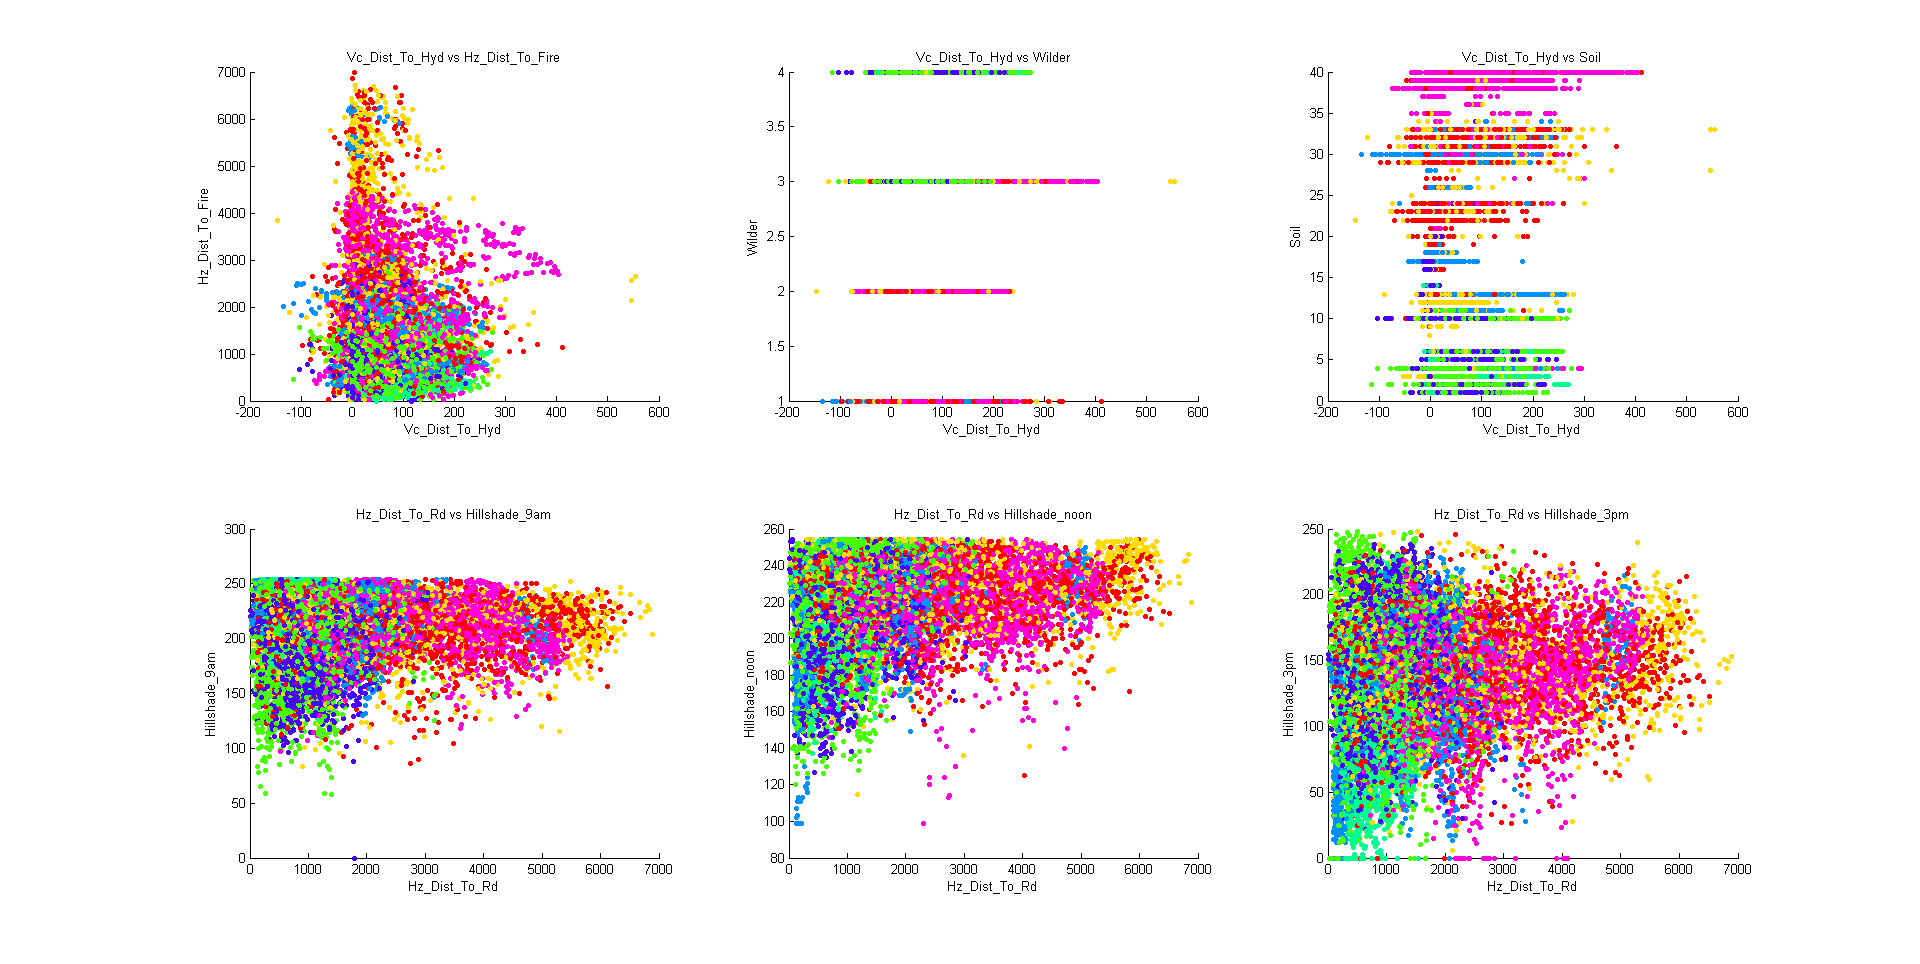 Vc_Dist_To_Hyd vs Hz_Dist_To_Fire
7000
6000
5000
4000
3000
2000
1000
0
Hz_Dist_To_Fire
-200 -100 0 100 200 300 400 500 600
Vc_Dist_To_Hyd
Vc_Dist_To_Hyd vs Wilder
4
3.5
3
2.5
2
1.5
1
Wilder
-200 -100 0 100 200 300 400 500 600
Vc_Dist_To_Hyd
Vc_Dist_To_Hyd vs Soil
40
35
30
25
20
15
10
5
0
Soil
-200 -100 0 100 200 300 400 500 600
Vc_Dist_To_Hyd
Hz_Dist_To_Rd vs Hillshade_9am
300
250
200
150
100
50
0
Hillshade_9am
0 1000 2000 3000 4000 5000 6000 7000
Hz_Dist_To_Rd
Hz_Dist_To_Rd vs Hillshade_noon
260
240
220
200
180
160
140
120
100
80
Hillshade_noon
0 1000 2000 3000 4000 5000 6000 7000
Hz_Dist_To_Rd
Hz_Dist_To_Rd vs Hillshade_3pm
250
200
150
100
50
0
Hillshade_3pm
0 1000 2000 3000 4000 5000 6000 7000
Hz_Dist_To_Rd